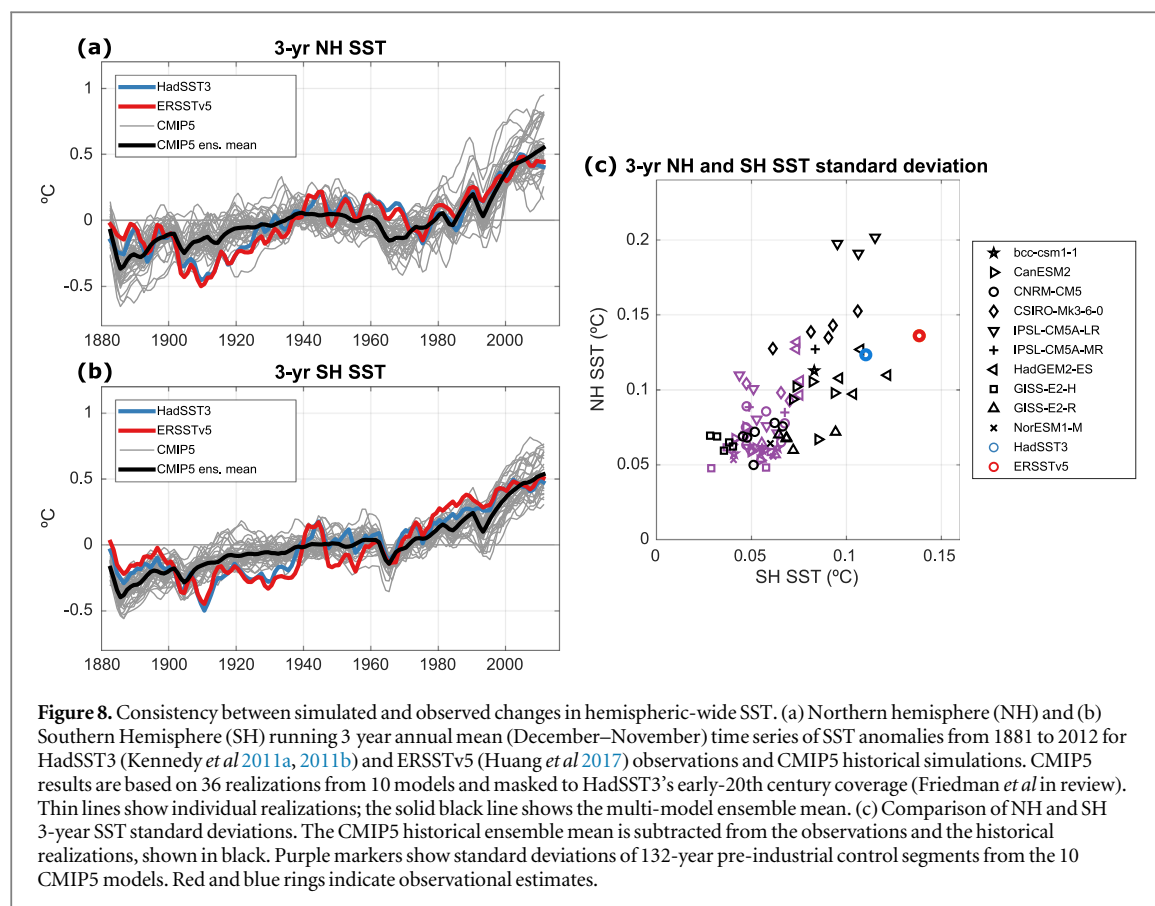 (a)
3-yr NH SST
HadSST3
ERSSTv5
CMIP5
CMIP5 ens. mean
1
0.5
0
-0.5
ºC
1880 1900 1920 1940 1960 1980 2000
(b)
3-yr SH SST
HadSST3
ERSSTv5
CMIP5
CMIP5 ens. mean
1
0.5
0
-0.5
ºC
1880 1900 1920 1940 1960 1980 2000
(c) 3-yr NH and SH SST standard deviation
NH SST (ºC)
0.2
0.15
0.1
0.05
0
0 0.05 0.1 0.15
SH SST (ºC)
bcc-csm1-1
CanESM2
CNRM-CM5
CSIRO-Mk3-6-0
IPSL-CM5A-LR
IPSL-CM5A-MR
HadGEM2-ES
GISS-E2-H
GISS-E2-R
NorESM1-M
HadSST3
ERSSTv5
Figure 8. Consistency between simulated and observed changes in hemispheric-wide SST. (a) Northern hemisphere (NH) and (b)
Southern Hemisphere (SH) running 3 year annual mean (December–November) time series of SST anomalies from 1881 to 2012 for
HadSST3 (Kennedy et al 2011a, 2011b) and ERSSTv5 (Huang et al 2017) observations and CMIP5 historical simulations. CMIP5
results are based on 36 realizations from 10 models and masked to HadSST3's early-20th century coverage (Friedman et al in review).
Thin lines show individual realizations; the solid black line shows the multi-model ensemble mean. (c) Comparison of NH and SH
3-year SST standard deviations. The CMIP5 historical ensemble mean is subtracted from the observations and the historical
realizations, shown in black. Purple markers show standard deviations of 132-year pre-industrial control segments from the 10
CMIP5 models. Red and blue rings indicate observational estimates.